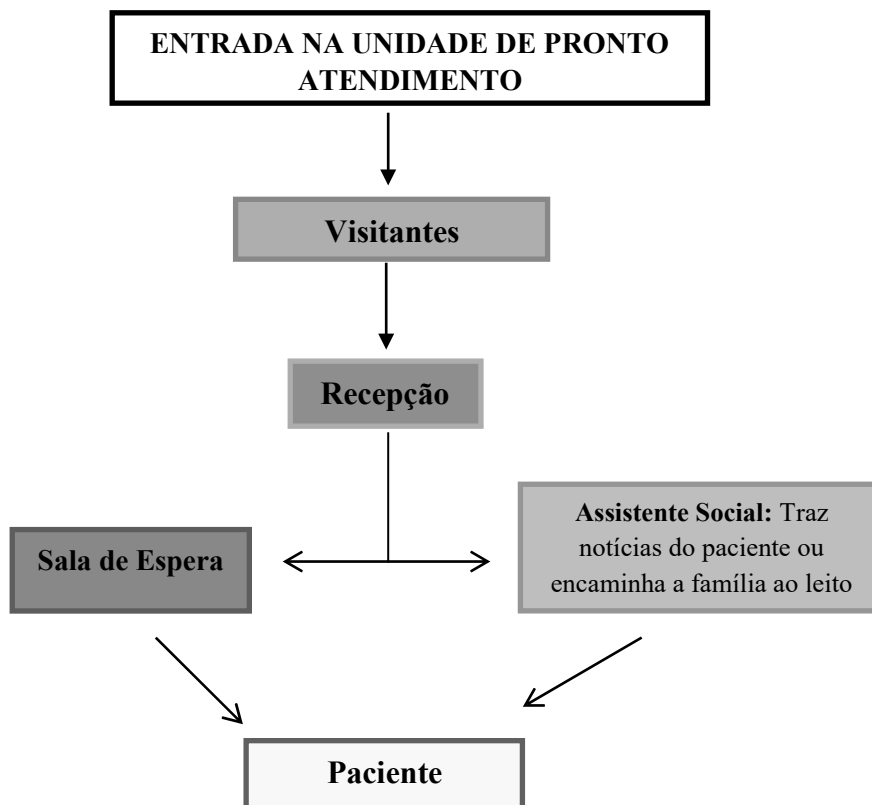 ENTRADA NA UNIDADE DE PRONTO
ATENDIMENTO
Visitantes
Recepção
Sala de Espera
Assistente Social: Traz
notícias do paciente ou
encaminha a família ao leito
Paciente